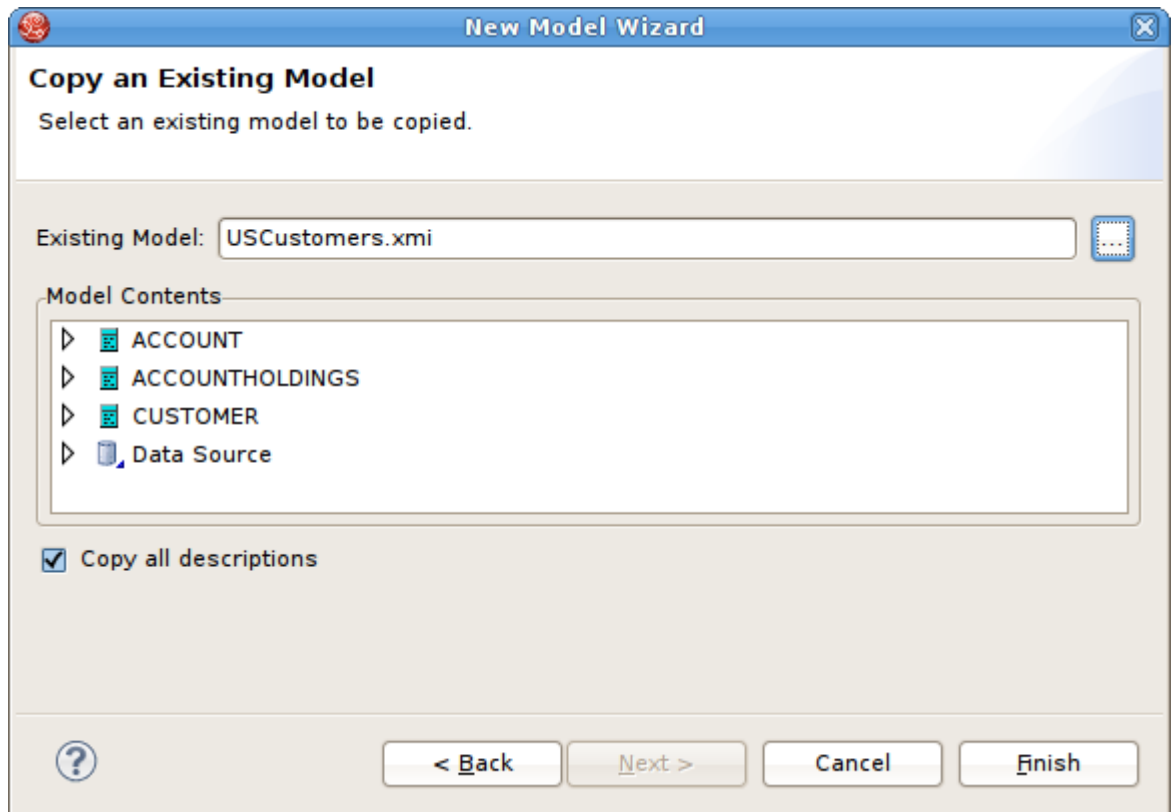 New Model Wizard
Copy an Existing Model
Select an existing model to be copied.
Existing Model: USCustomers.xmi ...
Model Contents
ACCOUNT
ACCOUNTHOLDINGS
CUSTOMER
Data Source
Copy all descriptions
? < Back Next > Cancel Finish